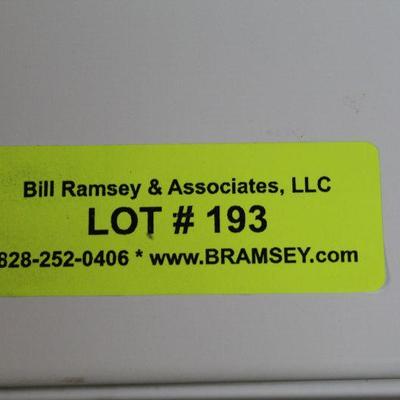 Bill Ramsey & Associates, LLC
LOT # 193
828-252-0406 * www.BRAMSEY.com